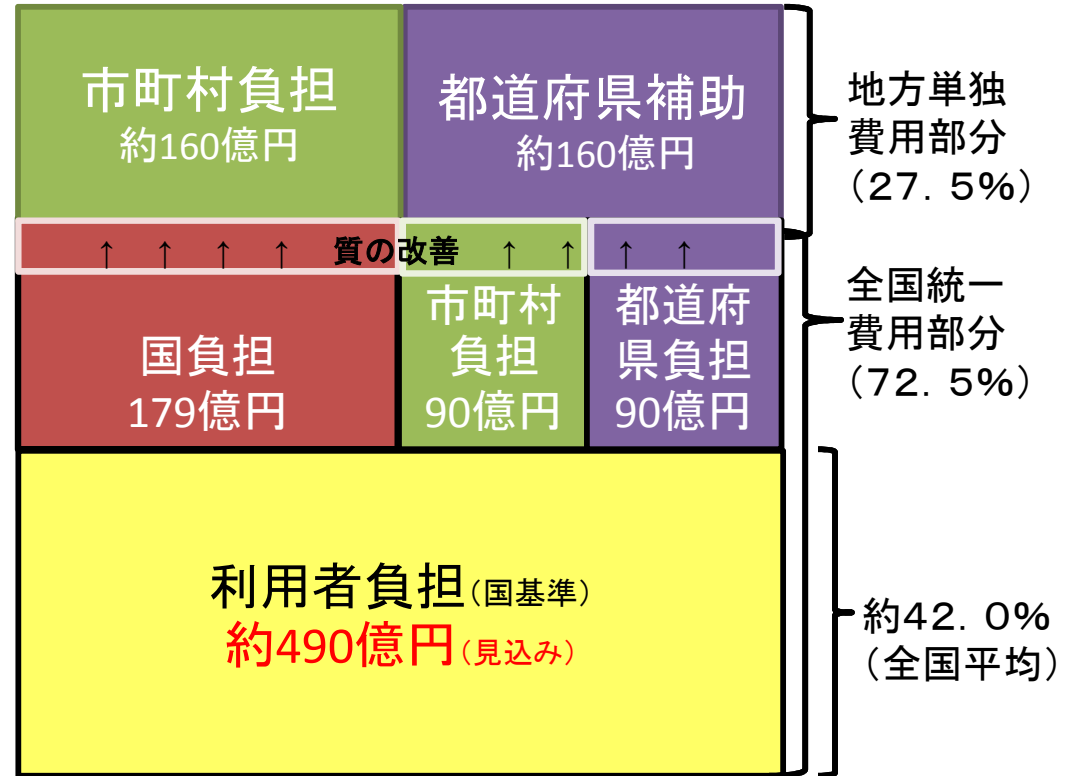 市町村負担
約160億円
都道府県補助
約160億円
地方単独
費用部分
（27．5%）
↑ ↑ ↑ ↑ 質の改善 ↑ ↑ ↑ ↑
国負担
179億円
市町村
負担
90億円
都道府
県負担
90億円
全国統一
費用部分
（72．5%）
利用者負担（国基準）
約490億円（見込み）
約42．0%
（全国平均）